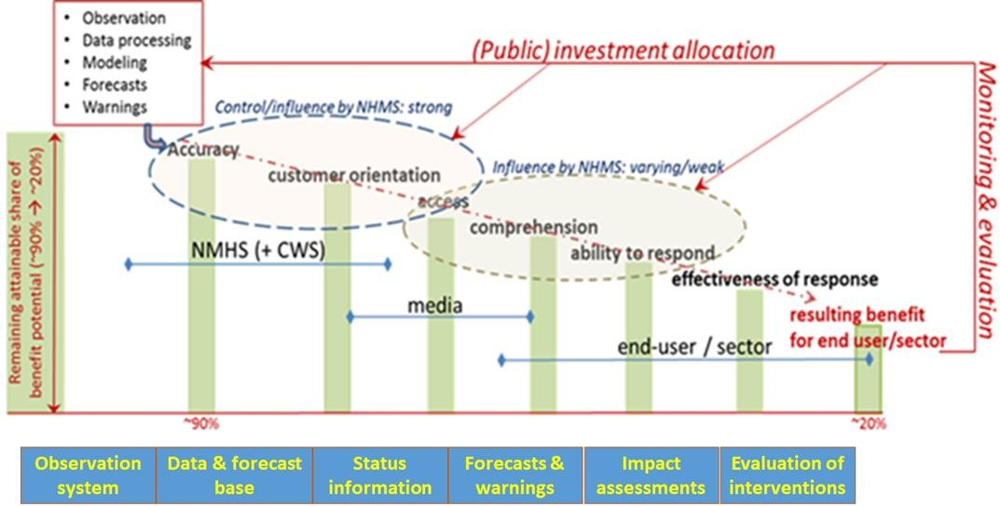 • Observation
• Data processing
• Modeling
• Forecasts
• Warnings
(Public) investment allocation
Monitoring & evaluation
Control/influence by NHMS: strong
Influence by NHMS: varying/weak
Accuracy
customer orientation
access
comprehension
ability to respond
effectiveness of response
resulting benefit
for end user/sector
Remaining attainable share of
benefit potential (~90% → ~20%)
NMHS (+ CWS)
media
end-user / sector
~90%
~20%
Observation
system
Data & forecast
base
Status
information
Forecasts &
warnings
Impact
assessments
Evaluation of
interventions